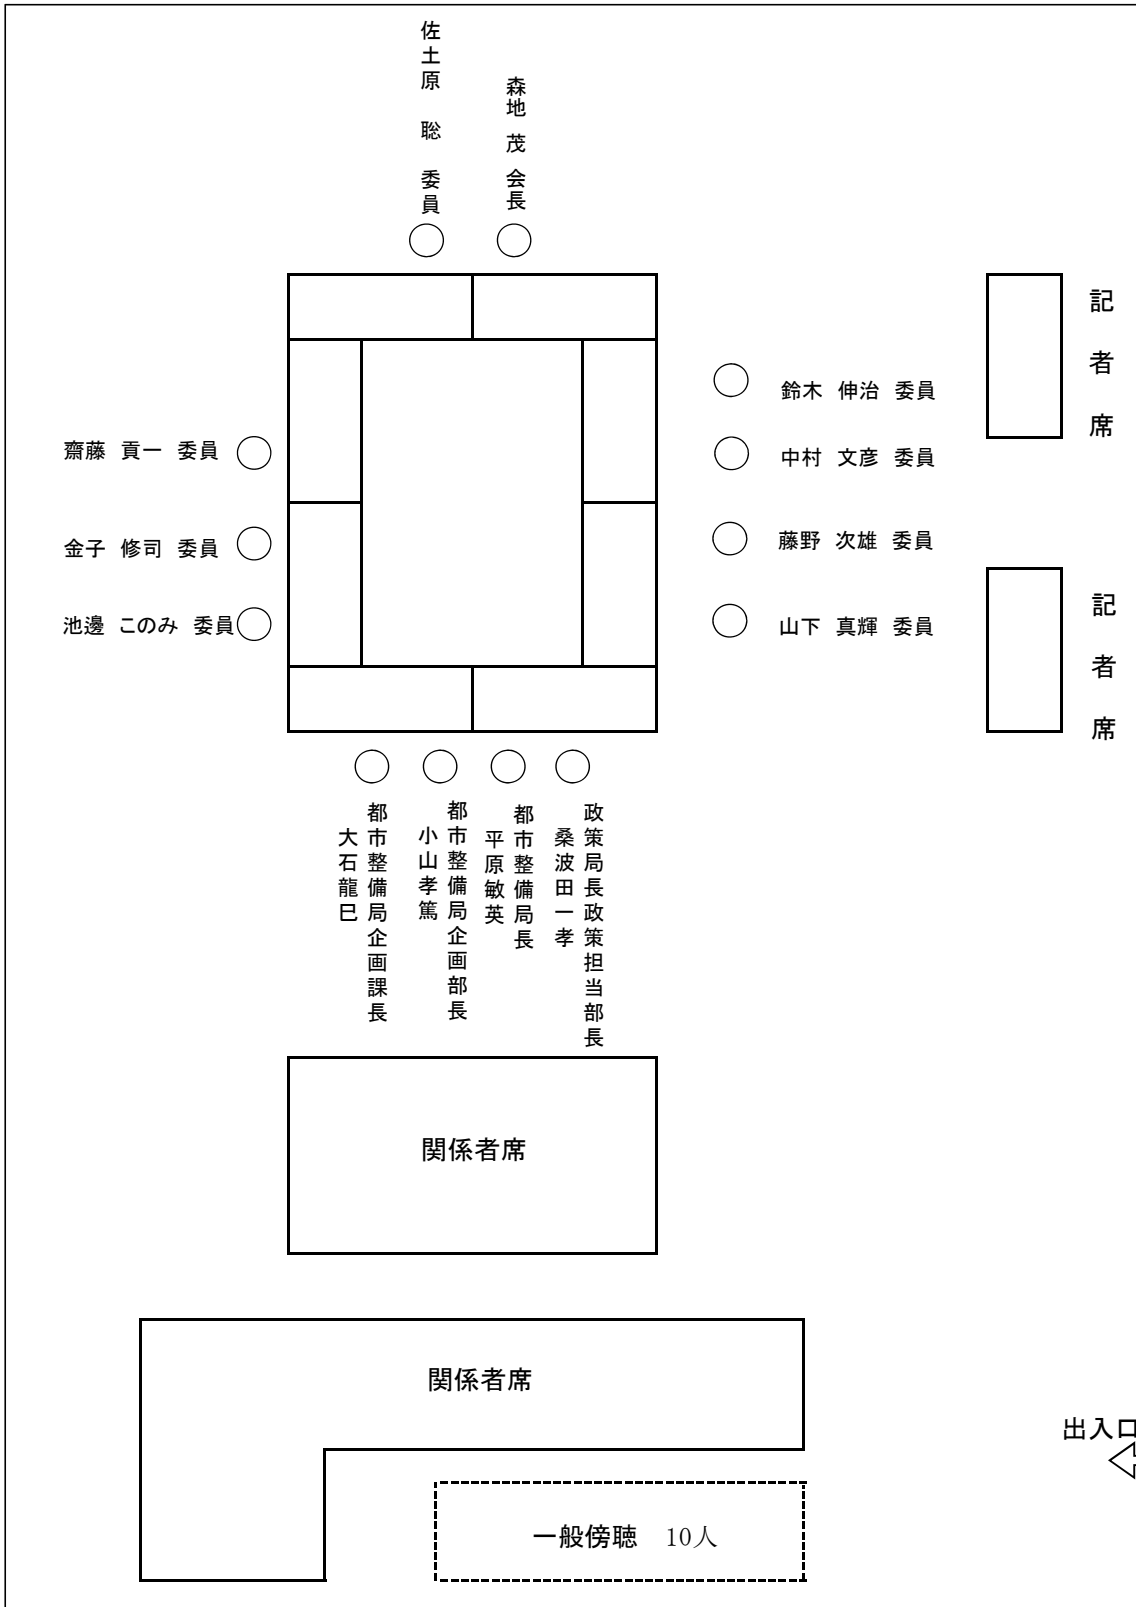 佐土原 聡 委員
森地 茂 会長
記者席
鈴木 伸治 委員
中村 文彦 委員
藤野 次雄 委員
山下 真輝 委員
齋藤 貢一 委員
金子 修司 委員
池邊 このみ 委員
記者席
都市整備局企画課長
大石龍巳
都市整備局企画部長
小山孝篤
都市整備局長
平原敏英
政策局長政策担当部長
桑波田一孝
関係者席
関係者席
出入口
一般傍聴 10人